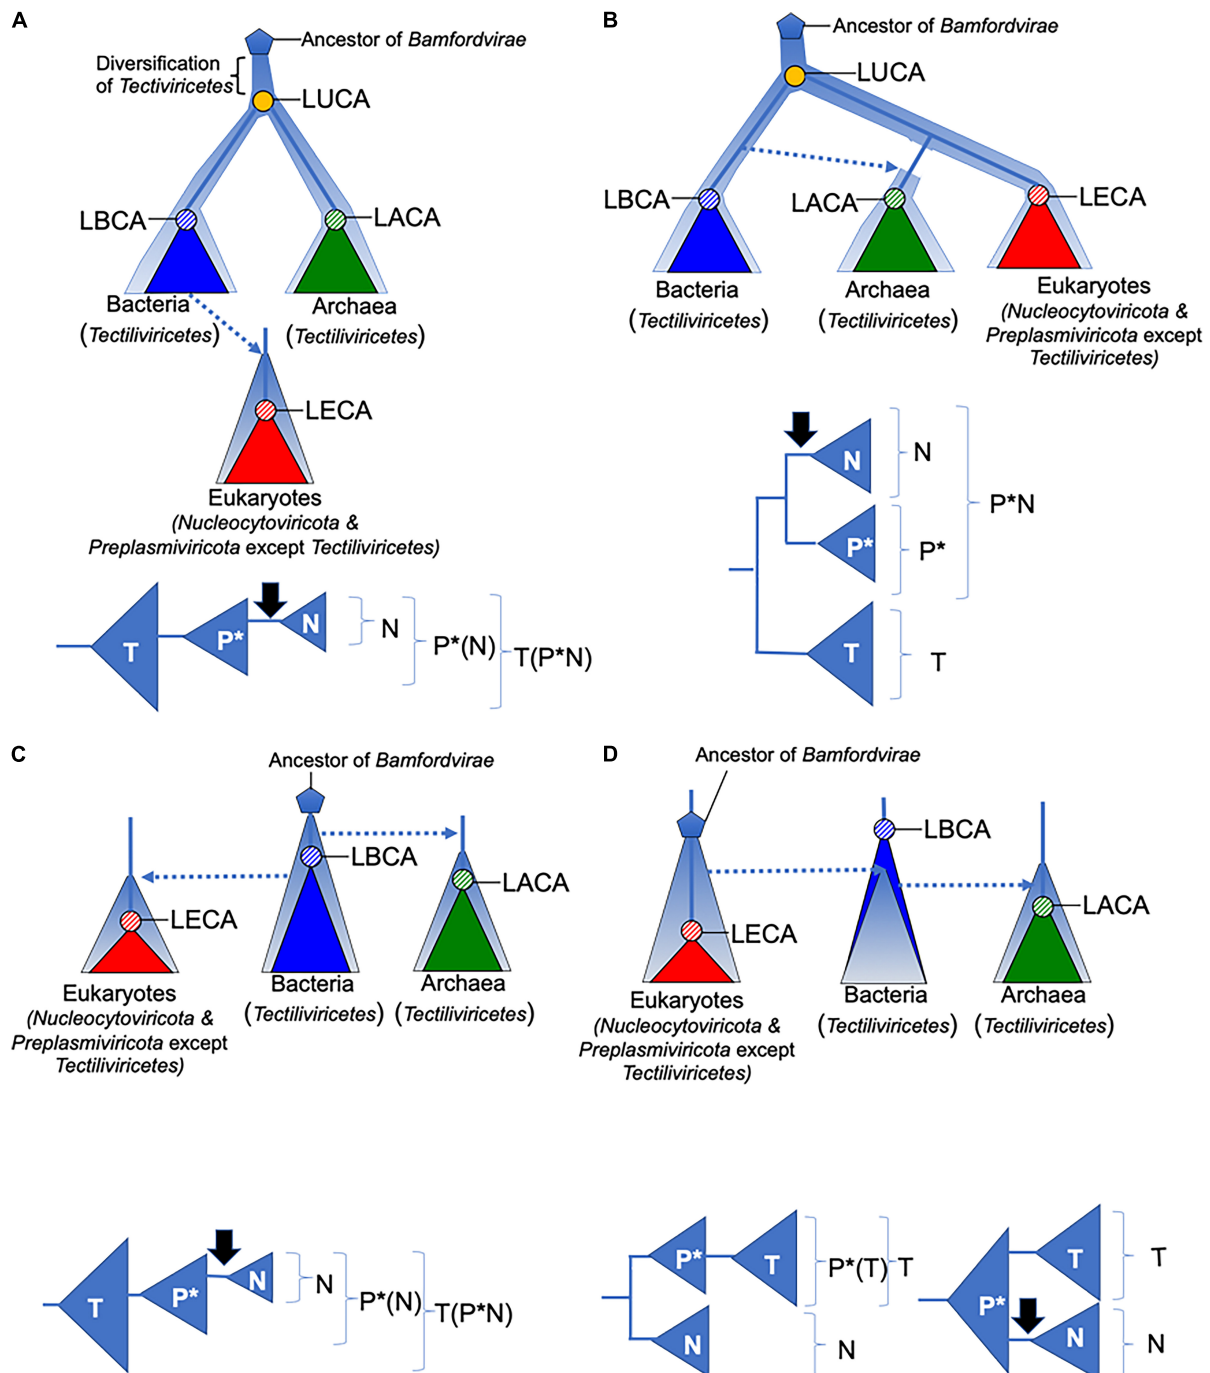 A
Ancestor of Bamfordvirae
Diversification
of Tectiviricetes
LUCA
LBCA
LACA
Bacteria
(Tectiliviricetes)
Archaea
(Tectiliviricetes)
LECA
Eukaryotes
(Nucleocytoviricota &
Preplasmiviricota except Tectiliviricetes)
T
P*
N
N
P*(N)
T(P*N)
B
Ancestor of Bamfordvirae
LUCA
LBCA
LACA
LECA
Bacteria
(Tectiliviricetes)
Archaea
(Tectiliviricetes)
Eukaryotes
(Nucleocytoviricota &
Preplasmiviricota except
Tectiliviricetes)
N
N
P*N
P*
P*
T
T
C
Ancestor of Bamfordvirae
LBCA
LACA
LECA
Eukaryotes
(Nucleocytoviricota &
Preplasmiviricota except
Tectiliviricetes)
Bacteria
(Tectiliviricetes)
Archaea
(Tectiliviricetes)
T
P*
N
N
P*(N)
T(P*N)
D
Ancestor of Bamfordvirae
LBCA
LACA
LECA
Eukaryotes
(Nucleocytoviricota &
Preplasmiviricota except
Tectiliviricetes)
Bacteria
(Tectiliviricetes)
Archaea
(Tectiliviricetes)
P*
T
P*(T)
T
N
N
P*
T
T
N
N